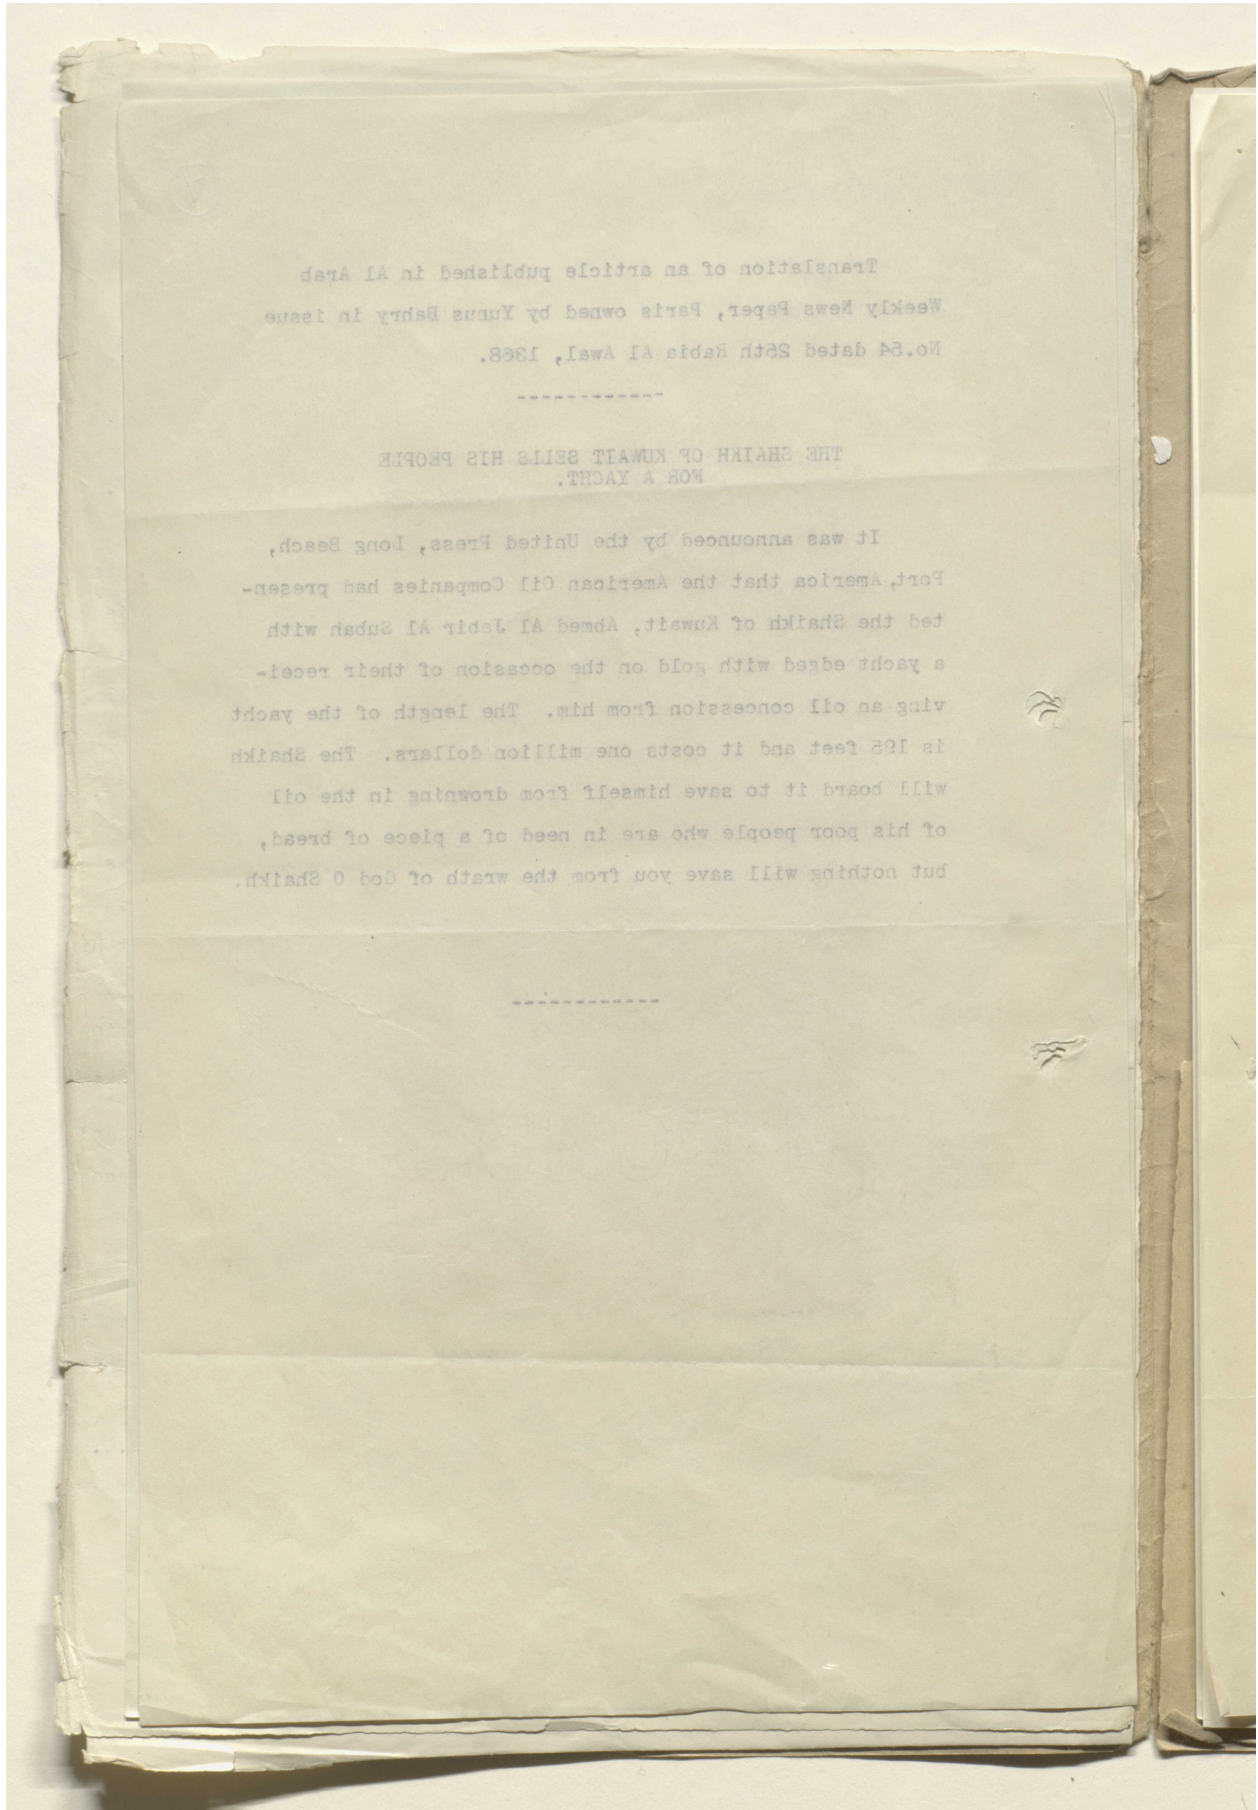 Translation of an article published in Al Arab
Weekly News Paper, Paris owned by Yunus Bahry in issue
No.54 dated 25th Rabia Al Awal, 1368.
------------
THE SHAIKH OF KUWAIT SELLS HIS PEOPLE
FOR A YACHT.
It was announced by the United Press, Long Beach,
Port, America that the American Oil Companies had presen-
ted the Shaikh of Kuwait, Ahmed Al Jabir Al Subah with
a yacht edged with gold on the occasion of their recei-
ving an oil concession from him. The length of the yacht
is 195 feet and it costs one million dollars. The Shaikh
will board it to save himself from drowning in the oil
of his poor people who are in need of a piece of bread,
but nothing will save you from the wrath of God O Shaikh.
------------